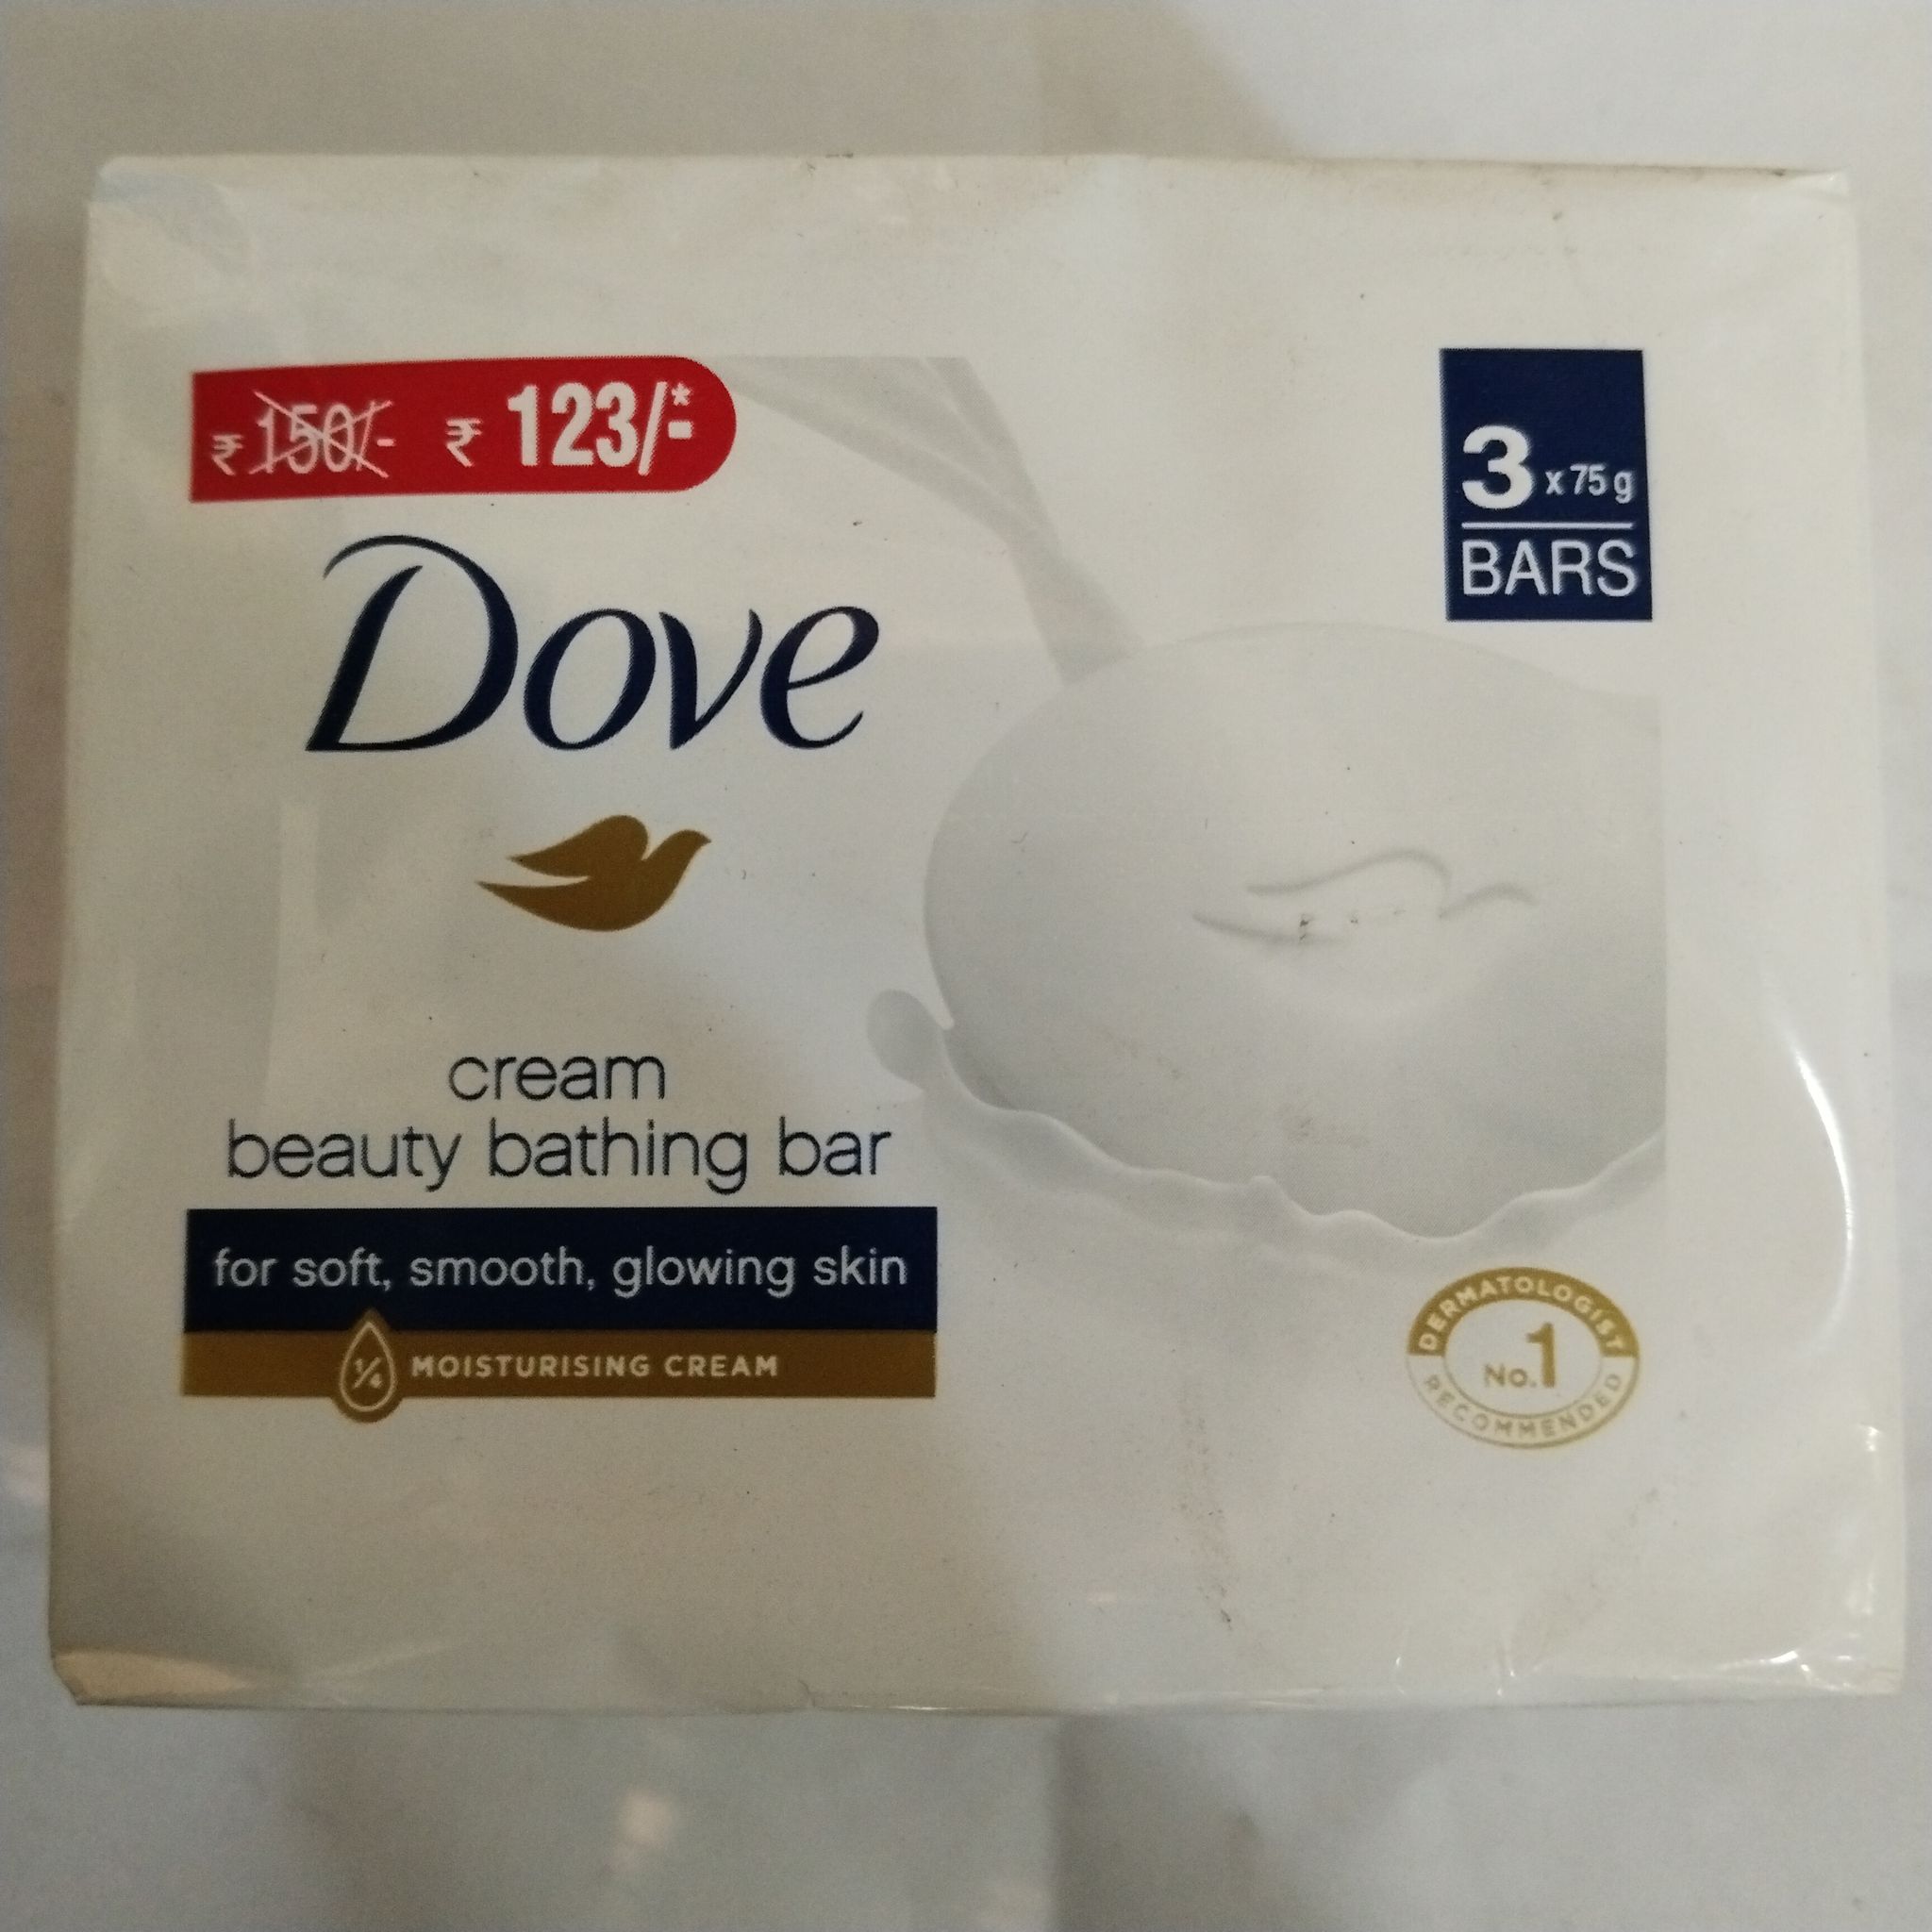 ₹ 150/- ₹ 123/-*
3 x 75 g
BARS
Dove
cream
beauty bathing bar
for soft, smooth, glowing skin
1/4 MOISTURISING CREAM
DERMATOLOGIST
No.1
RECOMMENDED